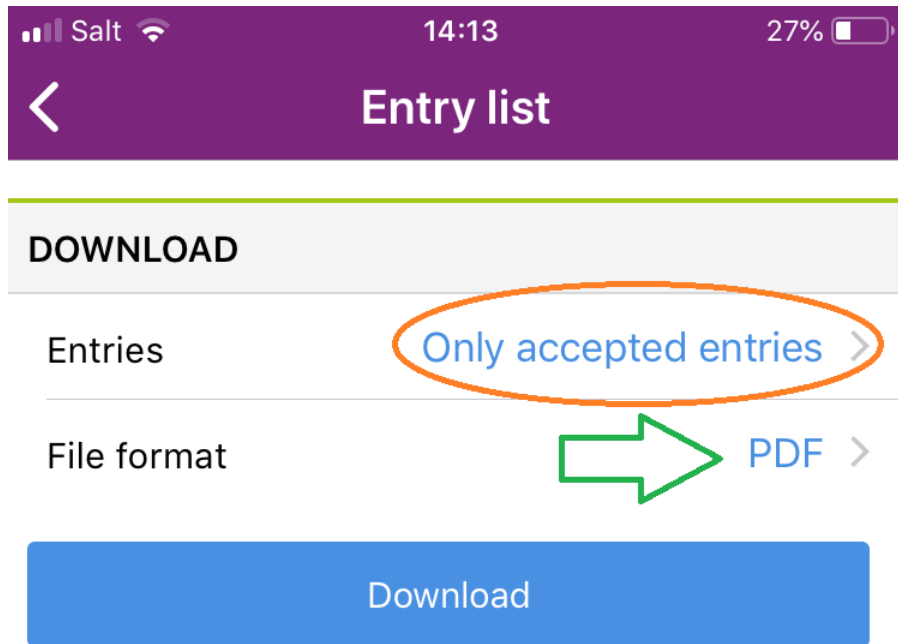 Salt 14:13 27%
Entry list
DOWNLOAD
Entries Only accepted entries
File format PDF
Download